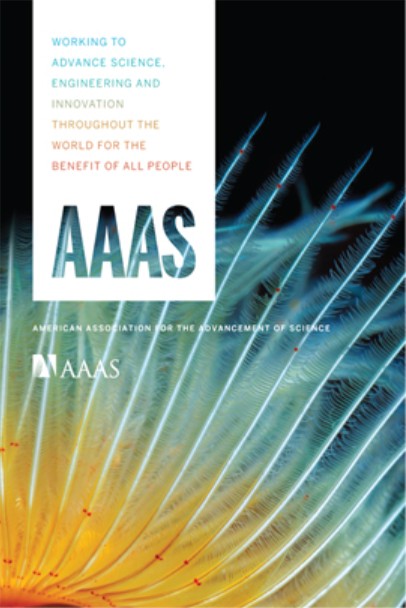 WORKING TO
ADVANCE SCIENCE,
ENGINEERING AND
INNOVATION
THROUGHOUT THE
WORLD FOR THE
BENEFIT OF ALL PEOPLE
AAAS
AMERICAN ASSOCIATION FOR THE ADVANCEMENT OF SCIENCE
AAAS